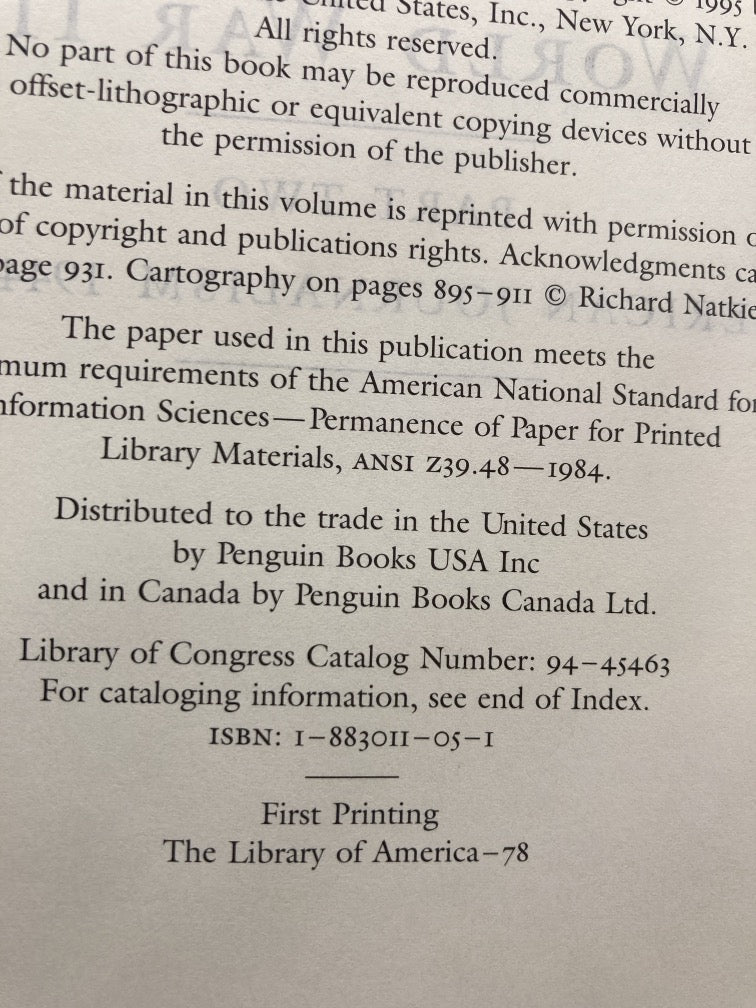 © 1995
United States, Inc., New York, N.Y.
All rights reserved.
No part of this book may be reproduced commercially
offset-lithographic or equivalent copying devices without
the permission of the publisher.
the material in this volume is reprinted with permission
of copyright and publications rights. Acknowledgments ca
page 931. Cartography on pages 895–911 © Richard Natkie
The paper used in this publication meets the
mum requirements of the American National Standard for
nformation Sciences—Permanence of Paper for Printed
Library Materials, ANSI Z39.48—1984.
Distributed to the trade in the United States
by Penguin Books USA Inc
and in Canada by Penguin Books Canada Ltd.
Library of Congress Catalog Number: 94–45463
For cataloging information, see end of Index.
ISBN: 1–883011–05–1
First Printing
The Library of America–78